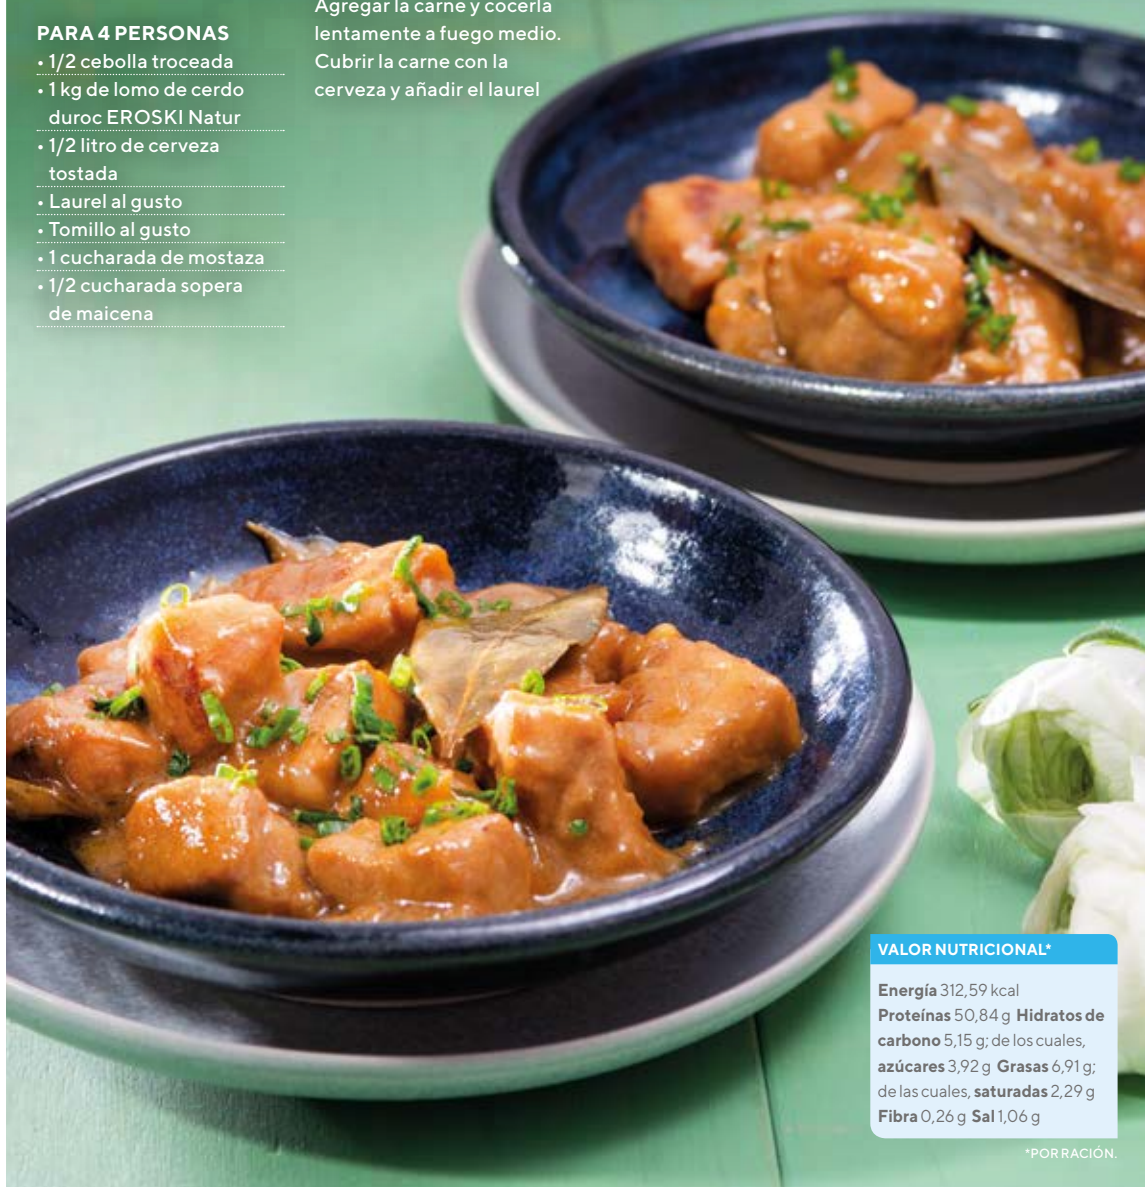 PARA 4 PERSONAS
• 1/2 cebolla troceada
• 1 kg de lomo de cerdo
duroc EROSKI Natur
• 1/2 litro de cerveza
tostada
• Laurel al gusto
• Tomillo al gusto
• 1 cucharada de mostaza
• 1/2 cucharada sopera
de maicena
Agregar la carne y cocerla
lentamente a fuego medio.
Cubrir la carne con la
cerveza y añadir el laurel
VALOR NUTRICIONAL*
Energía 312,59 kcal
Proteínas 50,84 g Hidratos de
carbono 5,15 g; de los cuales,
azúcares 3,92 g Grasas 6,91 g;
de las cuales, saturadas 2,29 g
Fibra 0,26 g Sal 1,06 g
*POR RACIÓN.